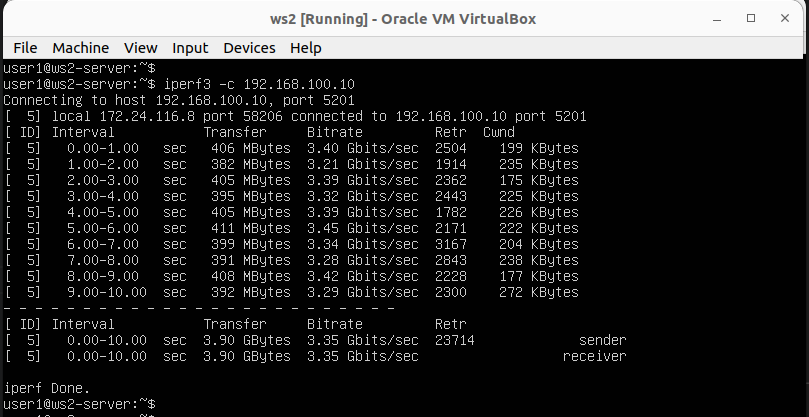 ws2 [Running] - Oracle VM VirtualBox
File Machine View Input Devices Help
user1@ws2-server:~$
user1@ws2-server:~$ iperf3 -c 192.168.100.10
Connecting to host 192.168.100.10, port 5201
[  5] local 172.24.116.8 port 58206 connected to 192.168.100.10 port 5201
[ ID] Interval           Transfer     Bitrate         Retr  Cwnd
[  5]   0.00-1.00   sec   406 MBytes  3.40 Gbits/sec  2504    199 KBytes
[  5]   1.00-2.00   sec   382 MBytes  3.21 Gbits/sec  1914    235 KBytes
[  5]   2.00-3.00   sec   405 MBytes  3.39 Gbits/sec  2362    175 KBytes
[  5]   3.00-4.00   sec   395 MBytes  3.32 Gbits/sec  2443    225 KBytes
[  5]   4.00-5.00   sec   405 MBytes  3.39 Gbits/sec  1782    226 KBytes
[  5]   5.00-6.00   sec   411 MBytes  3.45 Gbits/sec  2171    222 KBytes
[  5]   6.00-7.00   sec   399 MBytes  3.34 Gbits/sec  3167    204 KBytes
[  5]   7.00-8.00   sec   391 MBytes  3.28 Gbits/sec  2843    238 KBytes
[  5]   8.00-9.00   sec   408 MBytes  3.42 Gbits/sec  2228    177 KBytes
[  5]   9.00-10.00  sec   392 MBytes  3.29 Gbits/sec  2300    272 KBytes
- - - - - - - - - - - - - - - - - - - - - - - - -
[ ID] Interval           Transfer     Bitrate         Retr
[  5]   0.00-10.00  sec  3.90 GBytes  3.35 Gbits/sec  23714             sender
[  5]   0.00-10.00  sec  3.90 GBytes  3.35 Gbits/sec                  receiver
iperf Done.
user1@ws2-server:~$
user1@ws2-server:~$